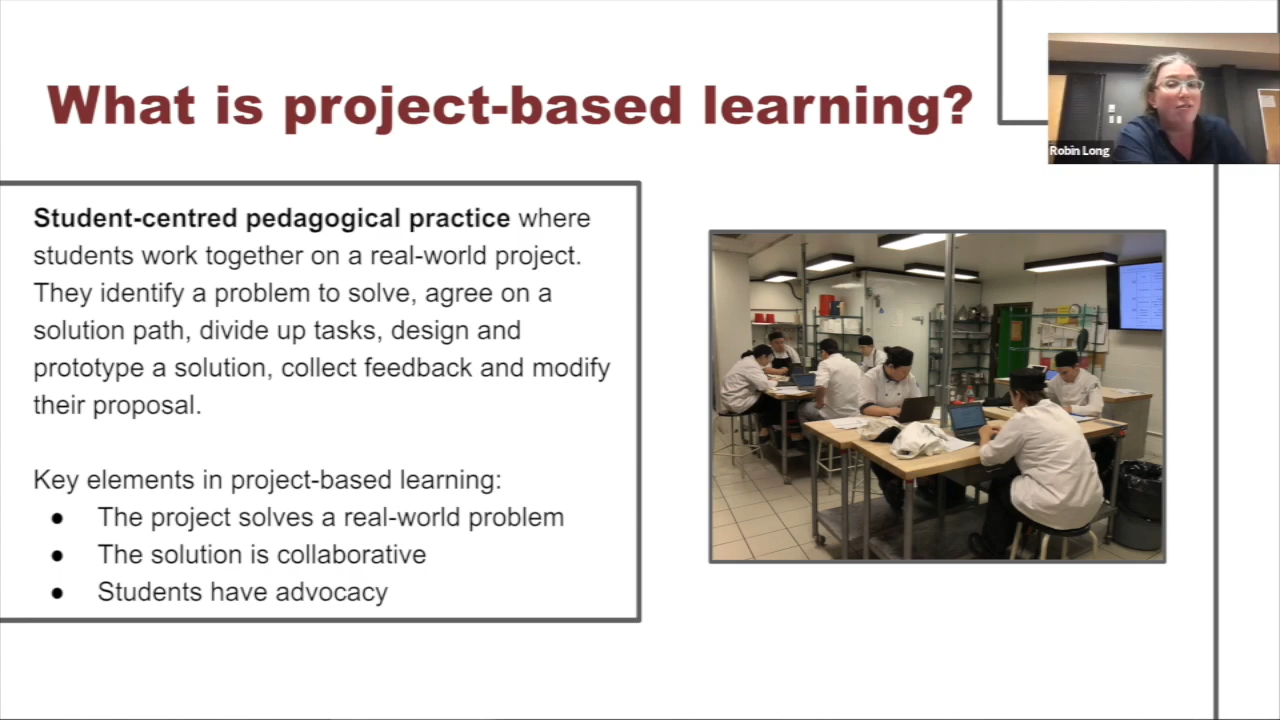 What is project-based learning?
Robin Long
Student-centred pedagogical practice where
students work together on a real-world project.
They identify a problem to solve, agree on a
solution path, divide up tasks, design and
prototype a solution, collect feedback and modify
their proposal.
Key elements in project-based learning:
● The project solves a real-world problem
● The solution is collaborative
● Students have advocacy